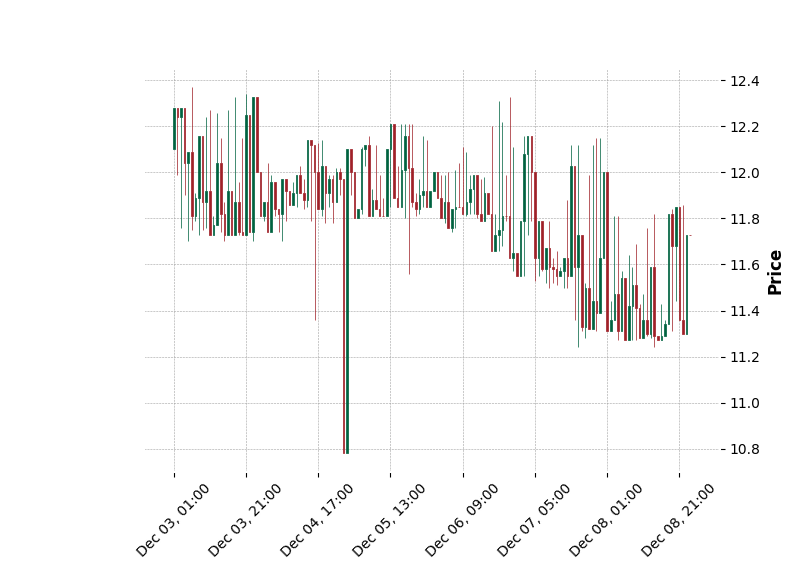 12.4
12.2
12.0
11.8
11.6
11.4
11.2
11.0
10.8
Price
Dec 03, 01:00
Dec 03, 21:00
Dec 04, 17:00
Dec 05, 13:00
Dec 06, 09:00
Dec 07, 05:00
Dec 08, 01:00
Dec 08, 21:00